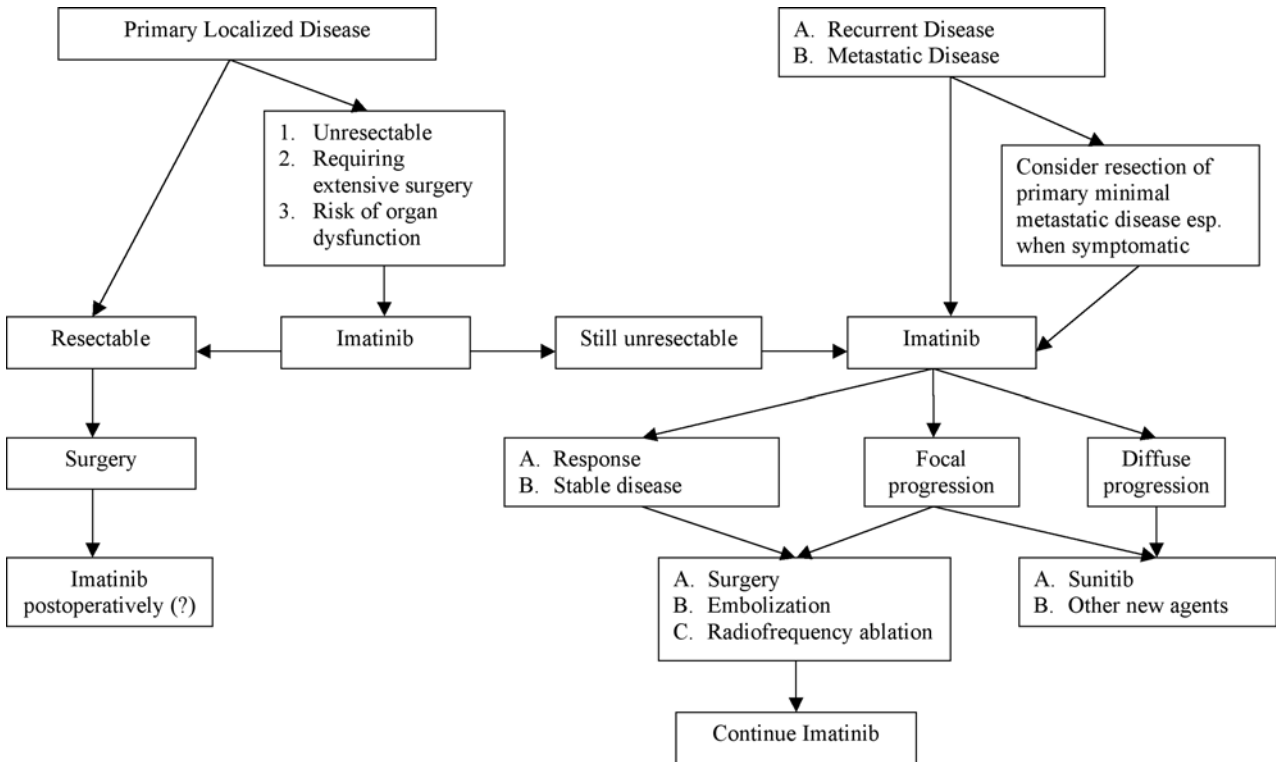 Primary Localized Disease
A. Recurrent Disease
B. Metastatic Disease
1. Unresectable
2. Requiring
extensive surgery
3. Risk of organ
dysfunction
Consider resection of
primary minimal
metastatic disease esp.
when symptomatic
Resectable
Imatinib
Still unresectable
Imatinib
Surgery
A. Response
B. Stable disease
Focal
progression
Diffuse
progression
Imatinib
postoperatively (?)
A. Surgery
B. Embolization
C. Radiofrequency ablation
A. Sunitib
B. Other new agents
Continue Imatinib